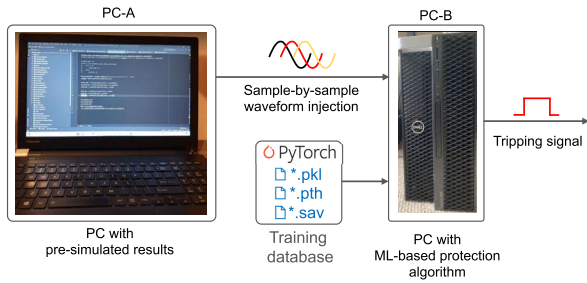 PC-A
PC-B
Sample-by-sample
waveform injection
Tripping signal
PyTorch
*.pkl
*.pth
*.sav
Training
database
PC with
pre-simulated results
PC with
ML-based protection
algorithm
DELL